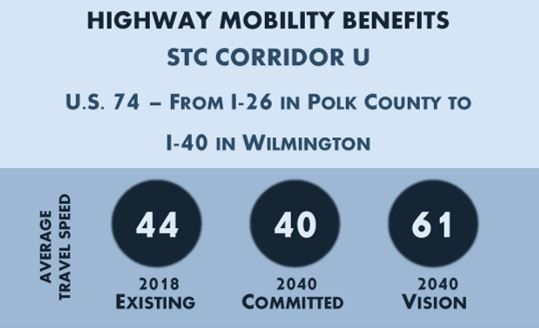 HIGHWAY MOBILITY BENEFITS
STC CORRIDOR U
U.S. 74 – FROM I-26 IN POLK COUNTY TO
I-40 IN WILMINGTON
AVERAGE
TRAVEL SPEED
44 40 61
2018 2040 2040
EXISTING COMMITTED VISION